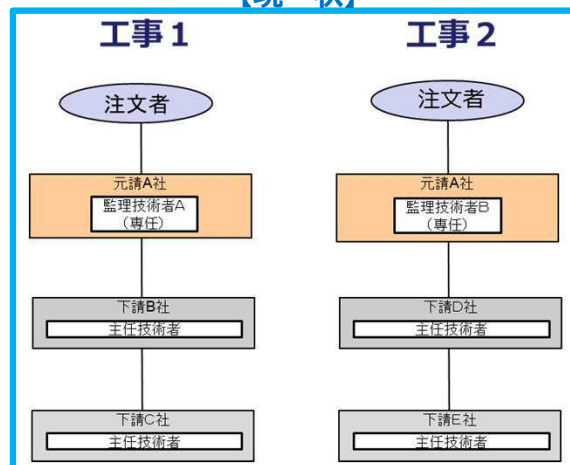 工事1
工事2
注文者
注文者
元請A社
監理技術者A
(専任)
元請A社
監理技術者B
(専任)
下請B社
主任技術者
下請D社
主任技術者
下請C社
主任技術者
下請E社
主任技術者